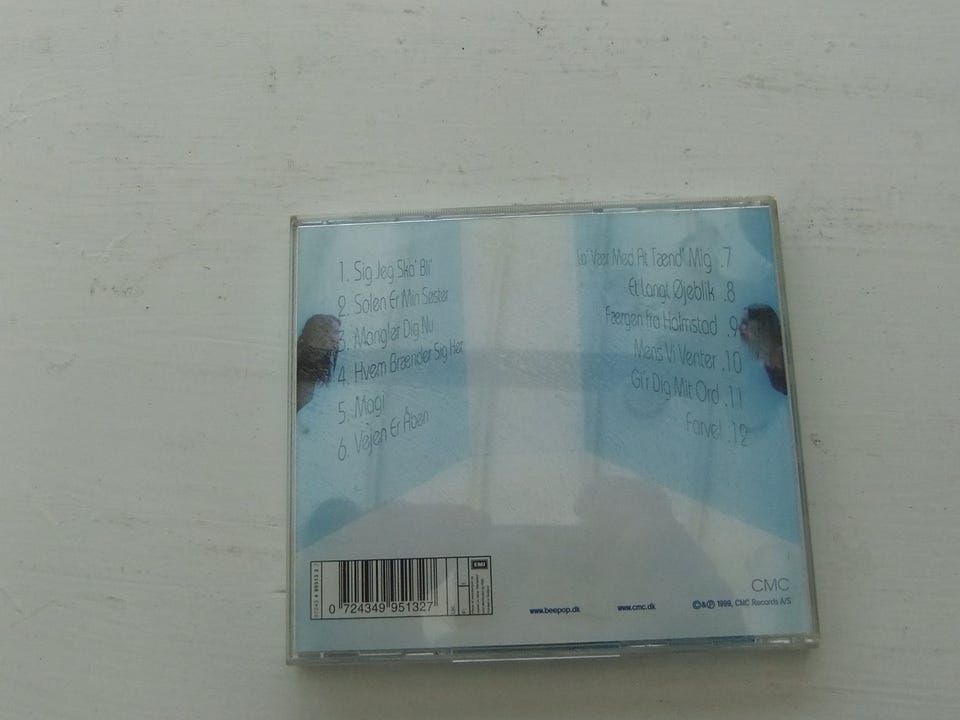 1. Sig Jeg Ska' Bli'
2. Solen Er Min Søster
3. Mangler Dig Nu
4. Hvem Brænder Sig Her
5. Magi
6. Vejen Er Åben
Vær Med At Tænd' Mig .7
Et Langt Øjeblik .8
Færgen fra Halmstad .9
Mens Vi Venter .10
Gi'r Dig Mit Ord .11
Farvel .12
EMI
0 724349 951327
www.beepop.dk
www.cmc.dk
CMC
©&℗ 1999, CMC Records A/S